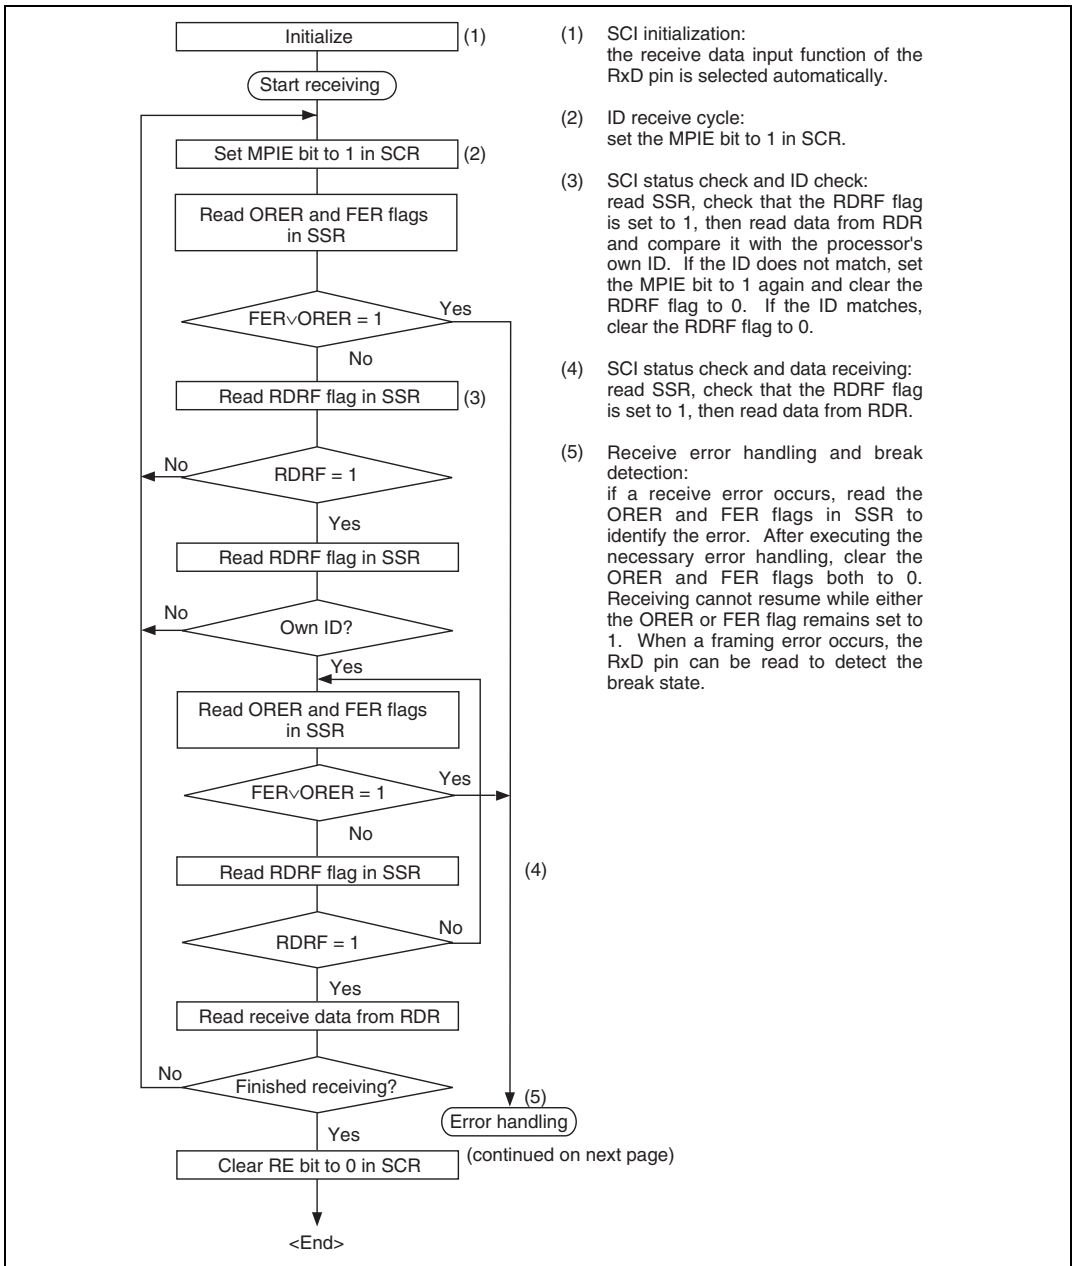 Initialize
(1)
Start receiving
Set MPIE bit to 1 in SCR
(2)
Read ORER and FER flags
in SSR
FER∨ORER = 1
Yes
No
Read RDRF flag in SSR
(3)
No
RDRF = 1
Yes
Read RDRF flag in SSR
No
Own ID?
Yes
Read ORER and FER flags
in SSR
FER∨ORER = 1
Yes
No
Read RDRF flag in SSR
(4)
RDRF = 1
No
Yes
Read receive data from RDR
No
Finished receiving?
(5)
Error handling
Yes
(continued on next page)
Clear RE bit to 0 in SCR
<End>
(1) SCI initialization:
the receive data input function of the
RxD pin is selected automatically.
(2) ID receive cycle:
set the MPIE bit to 1 in SCR.
(3) SCI status check and ID check:
read SSR, check that the RDRF flag
is set to 1, then read data from RDR
and compare it with the processor's
own ID. If the ID does not match, set
the MPIE bit to 1 again and clear the
RDRF flag to 0. If the ID matches,
clear the RDRF flag to 0.
(4) SCI status check and data receiving:
read SSR, check that the RDRF flag
is set to 1, then read data from RDR.
(5) Receive error handling and break
detection:
if a receive error occurs, read the
ORER and FER flags in SSR to
identify the error. After executing the
necessary error handling, clear the
ORER and FER flags both to 0.
Receiving cannot resume while either
the ORER or FER flag remains set to
1. When a framing error occurs, the
RxD pin can be read to detect the
break state.